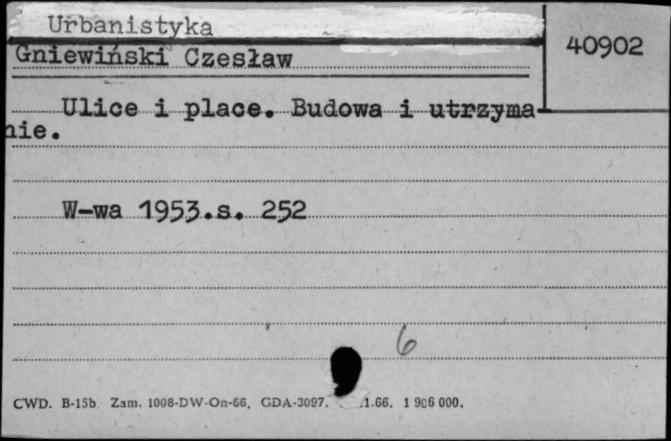 Urbanistyka
40902
Gniewiński Czesław
Ulice i place. Budowa i utrzyma
nie.
W-wa 1953.s. 252
6
CWD. B-15b. Zam. 1008-DW-On-66. GDA-3097. .1.66. 1 906 000.